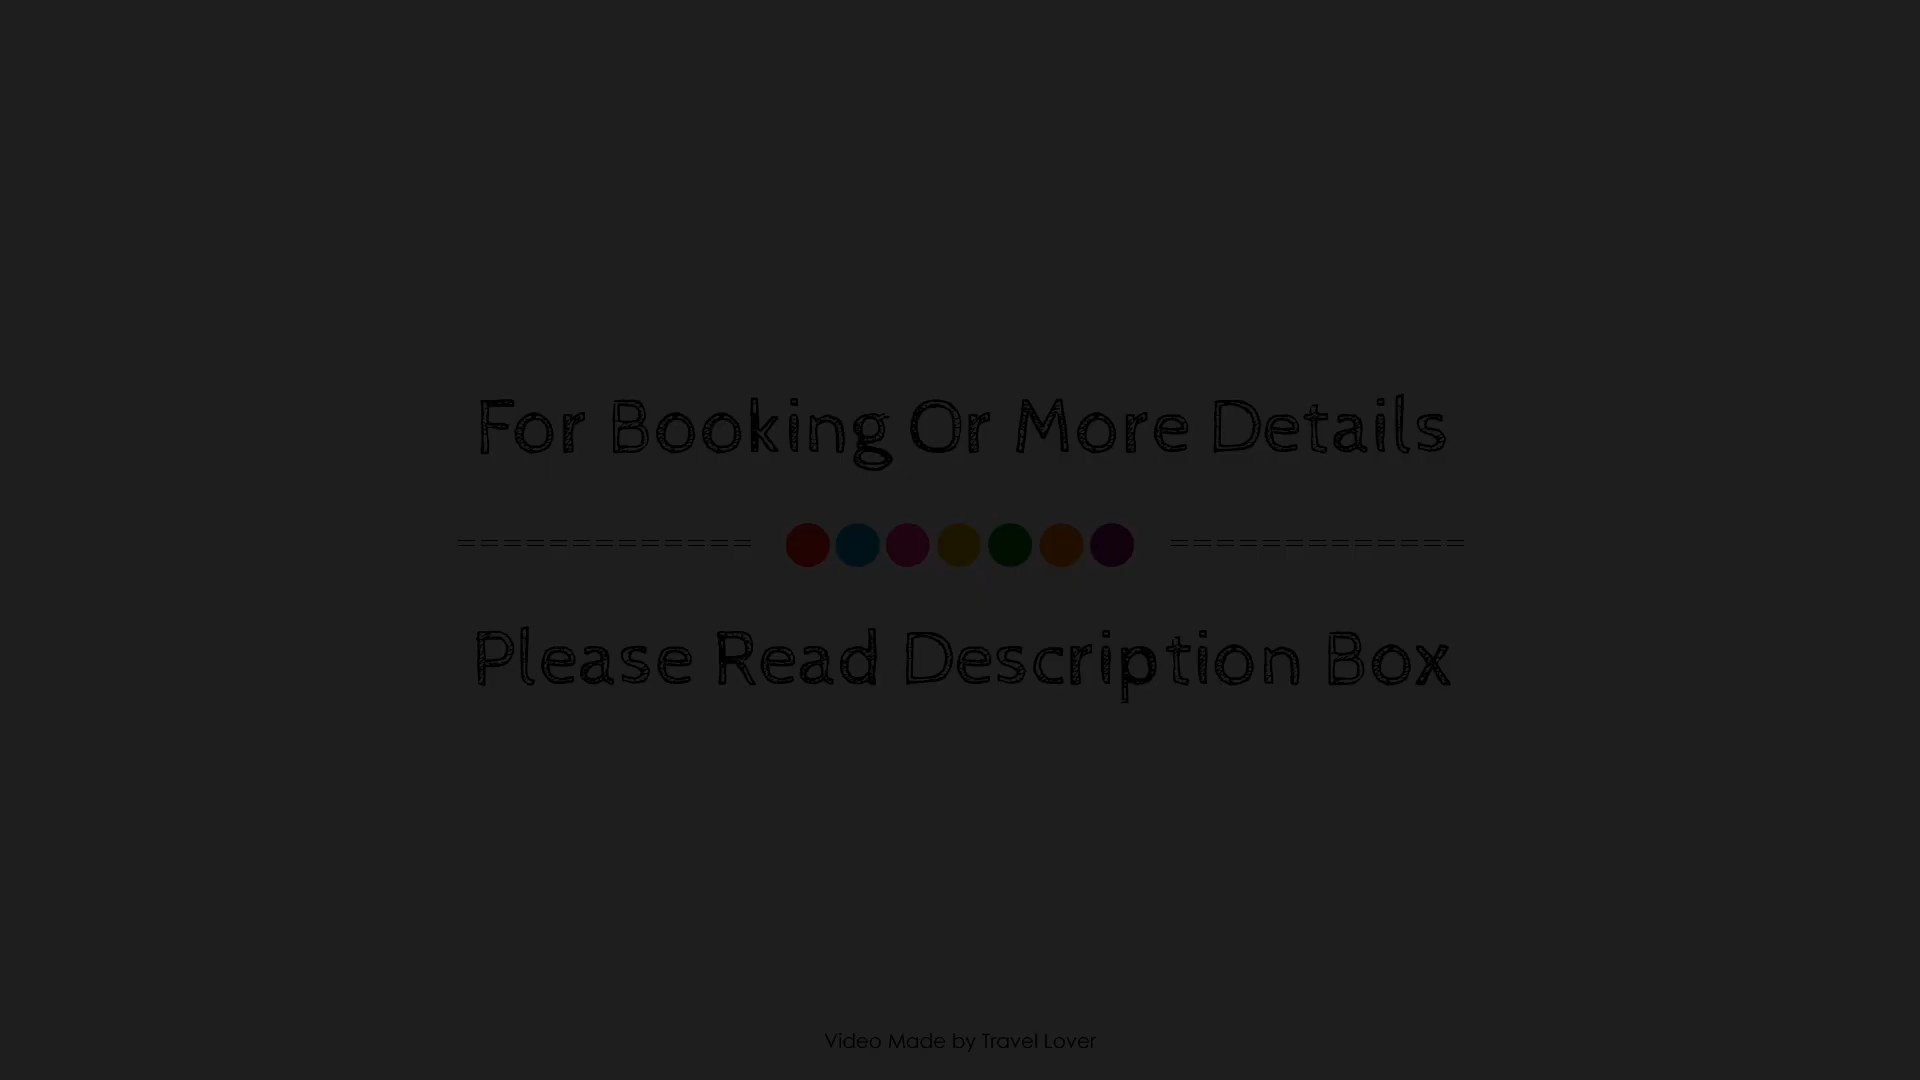 For Booking Or More Details
============= =============
Please Read Description Box
Video Made by Travel Lover